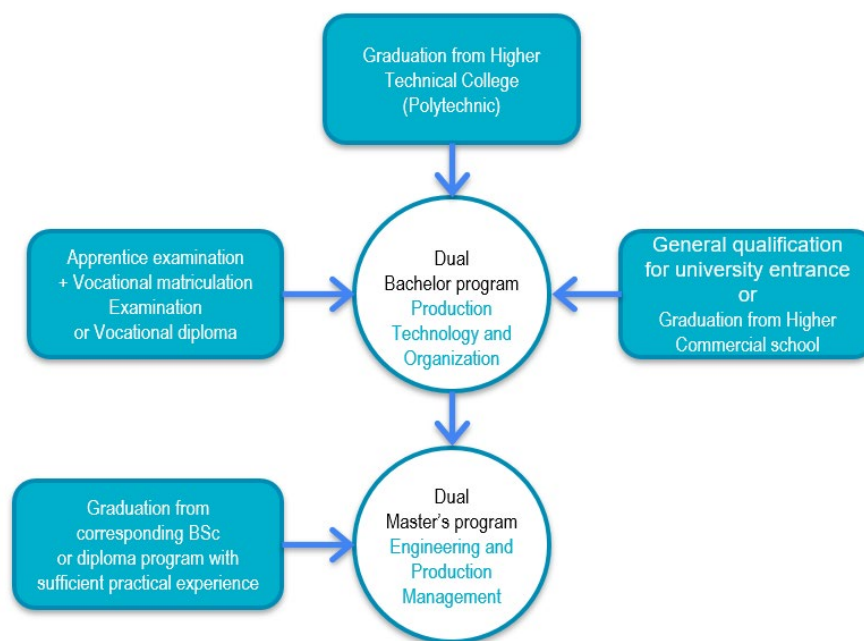 Graduation from Higher
Technical College
(Polytechnic)
Apprentice examination
+ Vocational matriculation
Examination
or Vocational diploma
Dual
Bachelor program
Production
Technology and
Organization
General qualification
for university entrance
or
Graduation from Higher
Commercial school
Graduation from
corresponding BSc
or diploma program with
sufficient practical experience
Dual
Master’s program
Engineering and
Production
Management